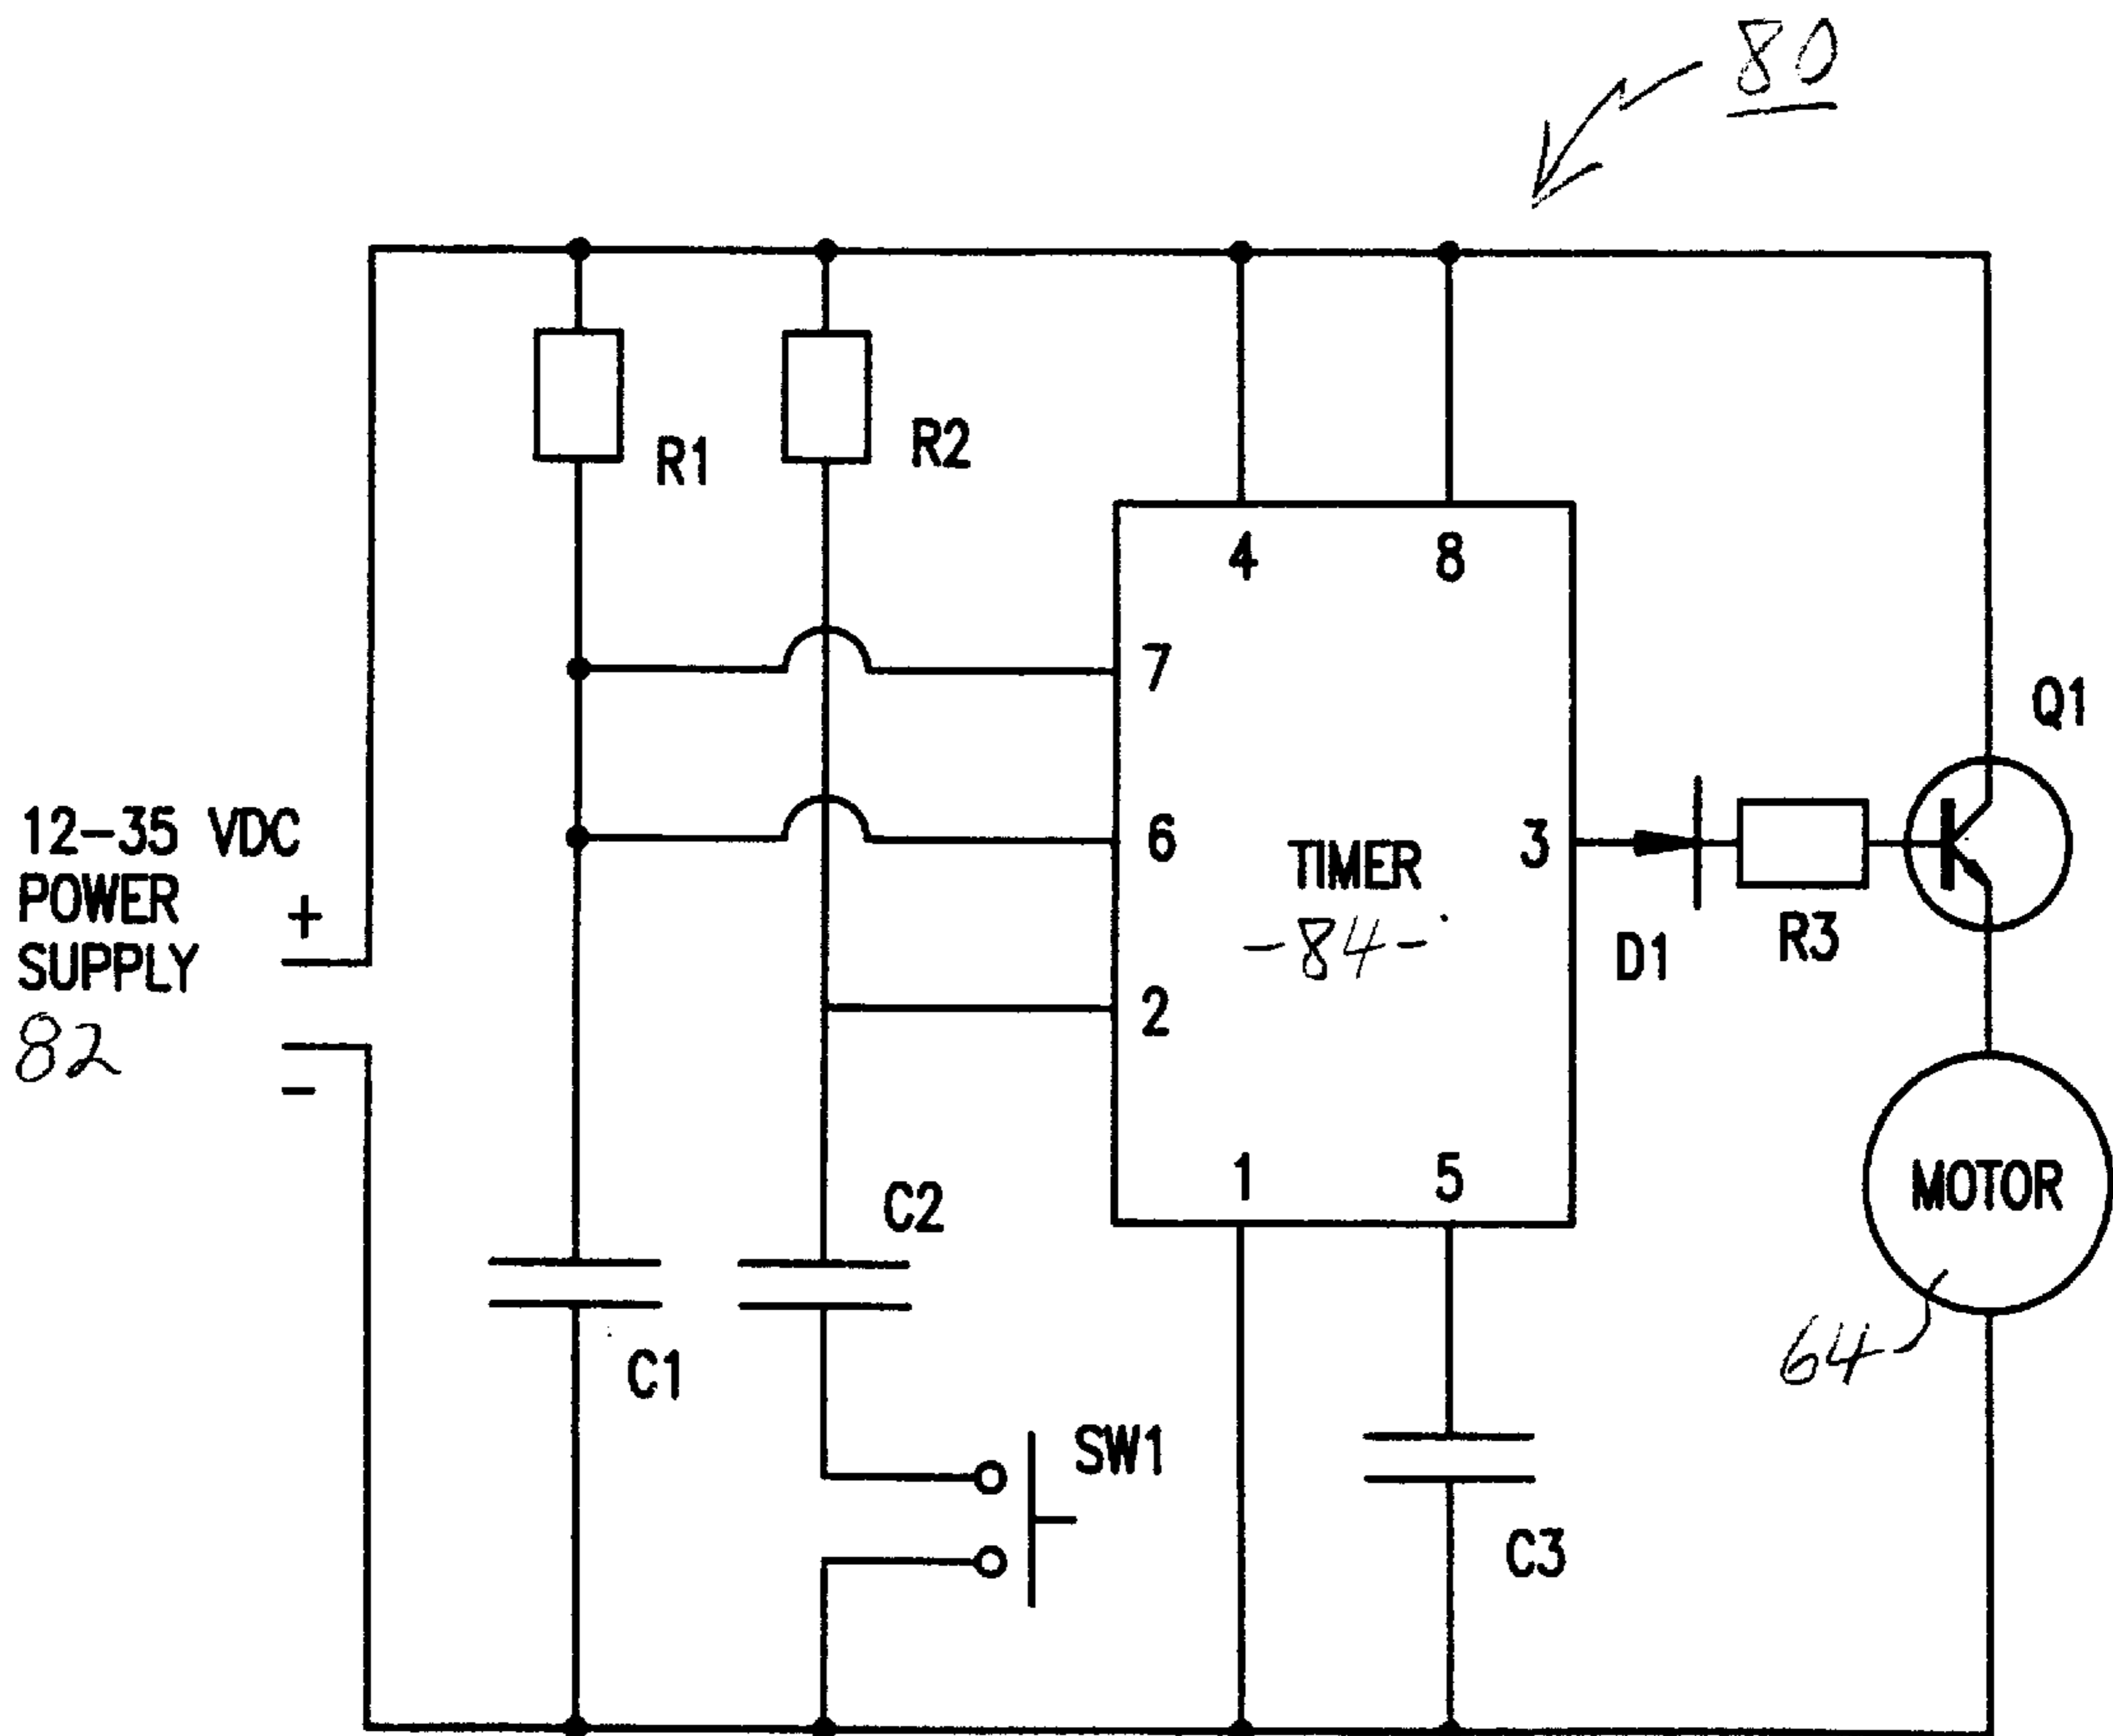 80
R1
R2
4
8
7
Q1
12-35 VDC
POWER
SUPPLY
82
+
-
6
TIMER
-84-
3
D1
R3
2
1
5
MOTOR
64
C2
C1
SW1
C3